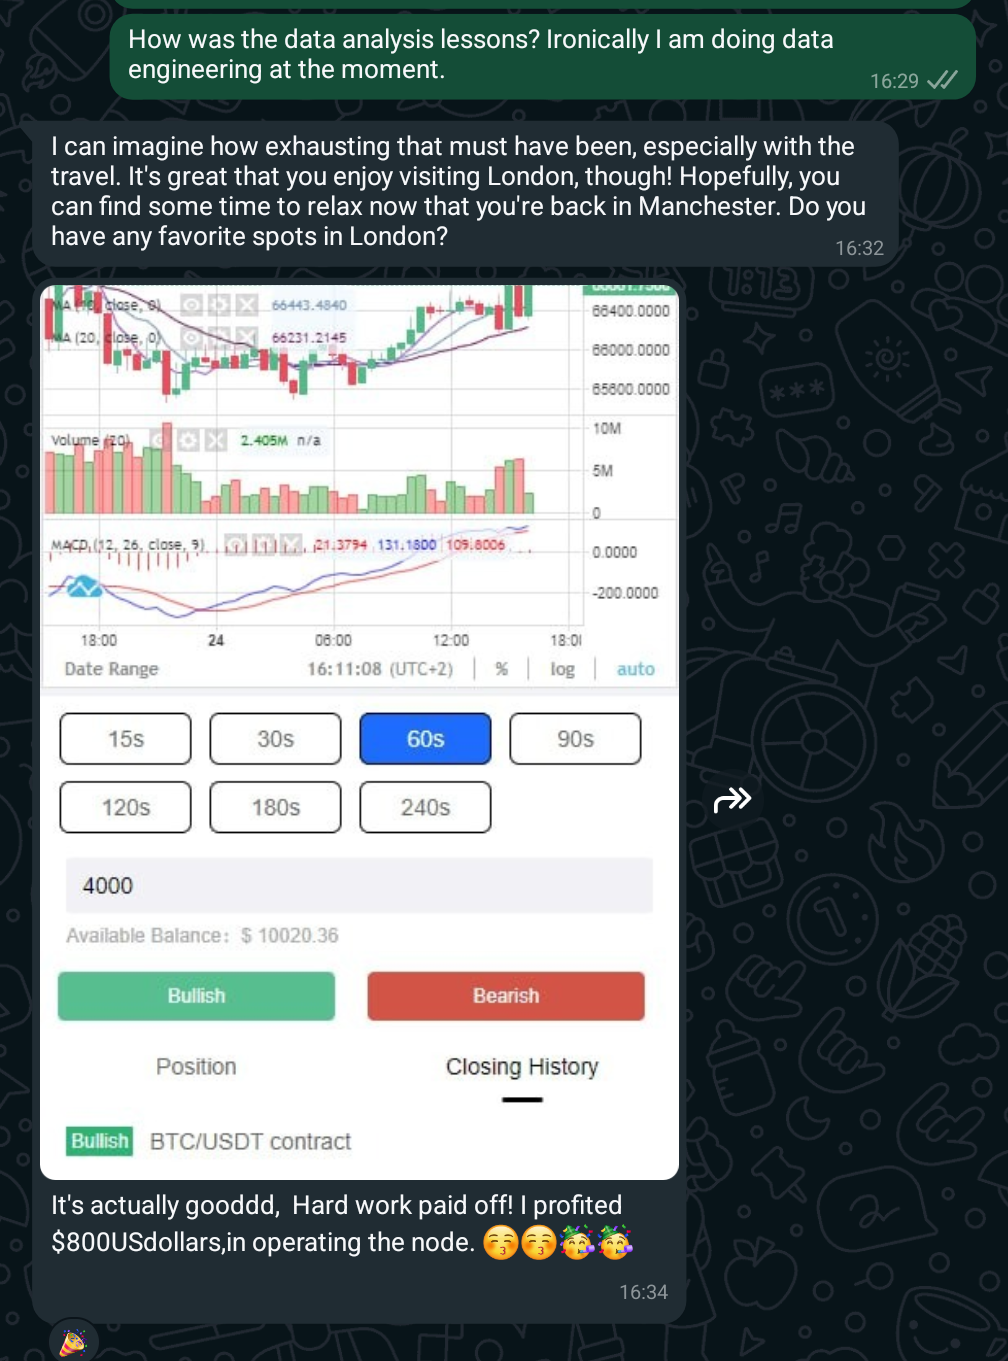 How was the data analysis lessons? Ironically I am doing data
engineering at the moment.
16:29
I can imagine how exhausting that must have been, especially with the
travel. It's great that you enjoy visiting London, though! Hopefully, you
can find some time to relax now that you're back in Manchester. Do you
have any favorite spots in London?
16:32
MA (10, close, 0) 66443.4840
66400.0000
MA (20, close, 0) 66231.2145
66000.0000
65600.0000
Volume (20) 2.405M n/a
10M
5M
0
MACD (12, 26, close, 9) 21.3794 131.1800 109.8006
0.0000
-200.0000
18:00 24 06:00 12:00 18:0
Date Range 16:11:08 (UTC+2) % log auto
15s 30s 60s 90s
120s 180s 240s
4000
Available Balance: $ 10020.36
Bullish Bearish
Position Closing History
Bullish BTC/USDT contract
It's actually gooddd, Hard work paid off! I profited
$800USdollars,in operating the node. 😚😚🥳🥳
16:34
🎉